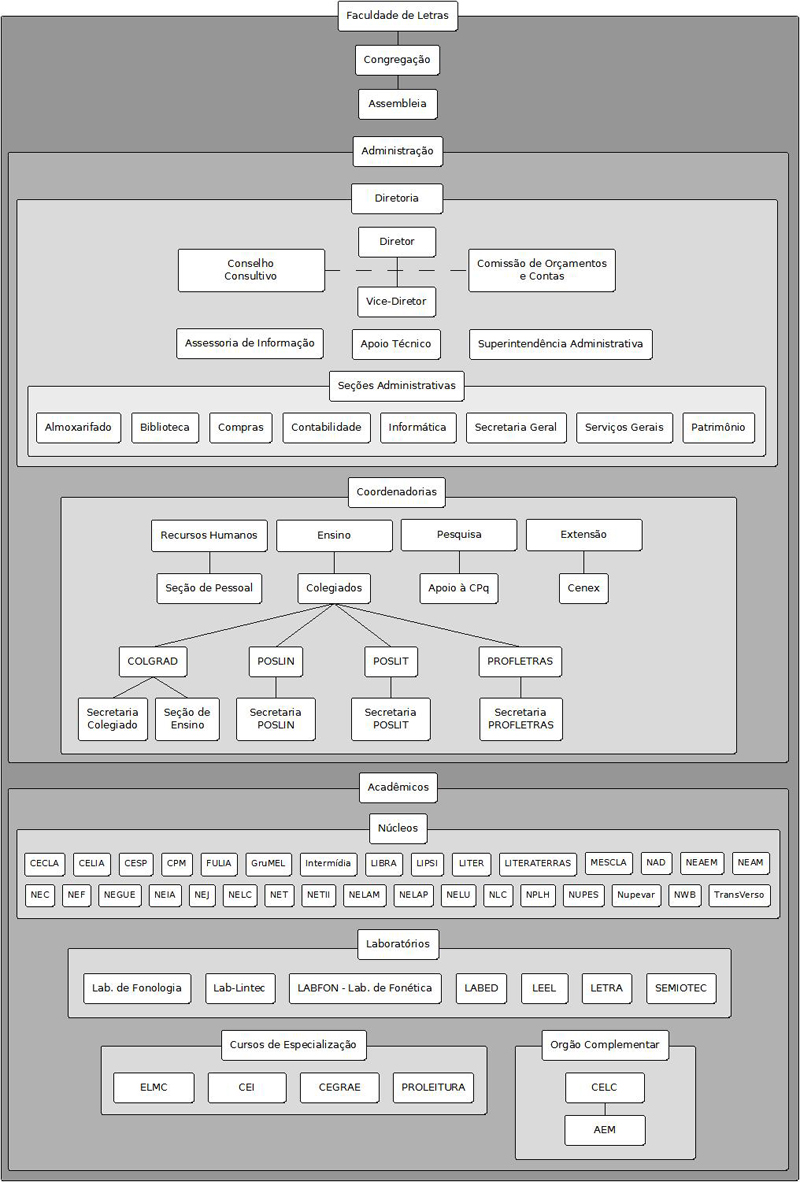 Faculdade de Letras
Congregação
Assembleia
Administração
Diretoria
Diretor
Conselho
Consultivo
Comissão de Orçamentos
e Contas
Vice-Diretor
Assessoria de Informação
Apoio Técnico
Superintendência Administrativa
Seções Administrativas
Almoxarifado
Biblioteca
Compras
Contabilidade
Informática
Secretaria Geral
Serviços Gerais
Patrimônio
Coordenadorias
Recursos Humanos
Ensino
Pesquisa
Extensão
Seção de Pessoal
Colegiados
Apoio à CPq
Cenex
COLGRAD
POSLIN
POSLIT
PROFLETRAS
Secretaria
Colegiado
Seção de
Ensino
Secretaria
POSLIN
Secretaria
POSLIT
Secretaria
PROFLETRAS
Acadêmicos
Núcleos
CECLA
CELIA
CESP
CPM
FULIA
GruMEL
Intermídia
LIBRA
LIPSI
LITER
LITERATERRAS
MESCLA
NAD
NEAEM
NEAM
NEC
NEF
NEGUE
NEIA
NEJ
NELC
NET
NETII
NELAM
NELAP
NELU
NLC
NPLH
NUPES
Nupevar
NWB
TransVerso
Laboratórios
Lab. de Fonologia
Lab-Lintec
LABFON - Lab. de Fonética
LABED
LEEL
LETRA
SEMIOTEC
Cursos de Especialização
ELMC
CEI
CEGRAE
PROLEITURA
Orgão Complementar
CELC
AEM